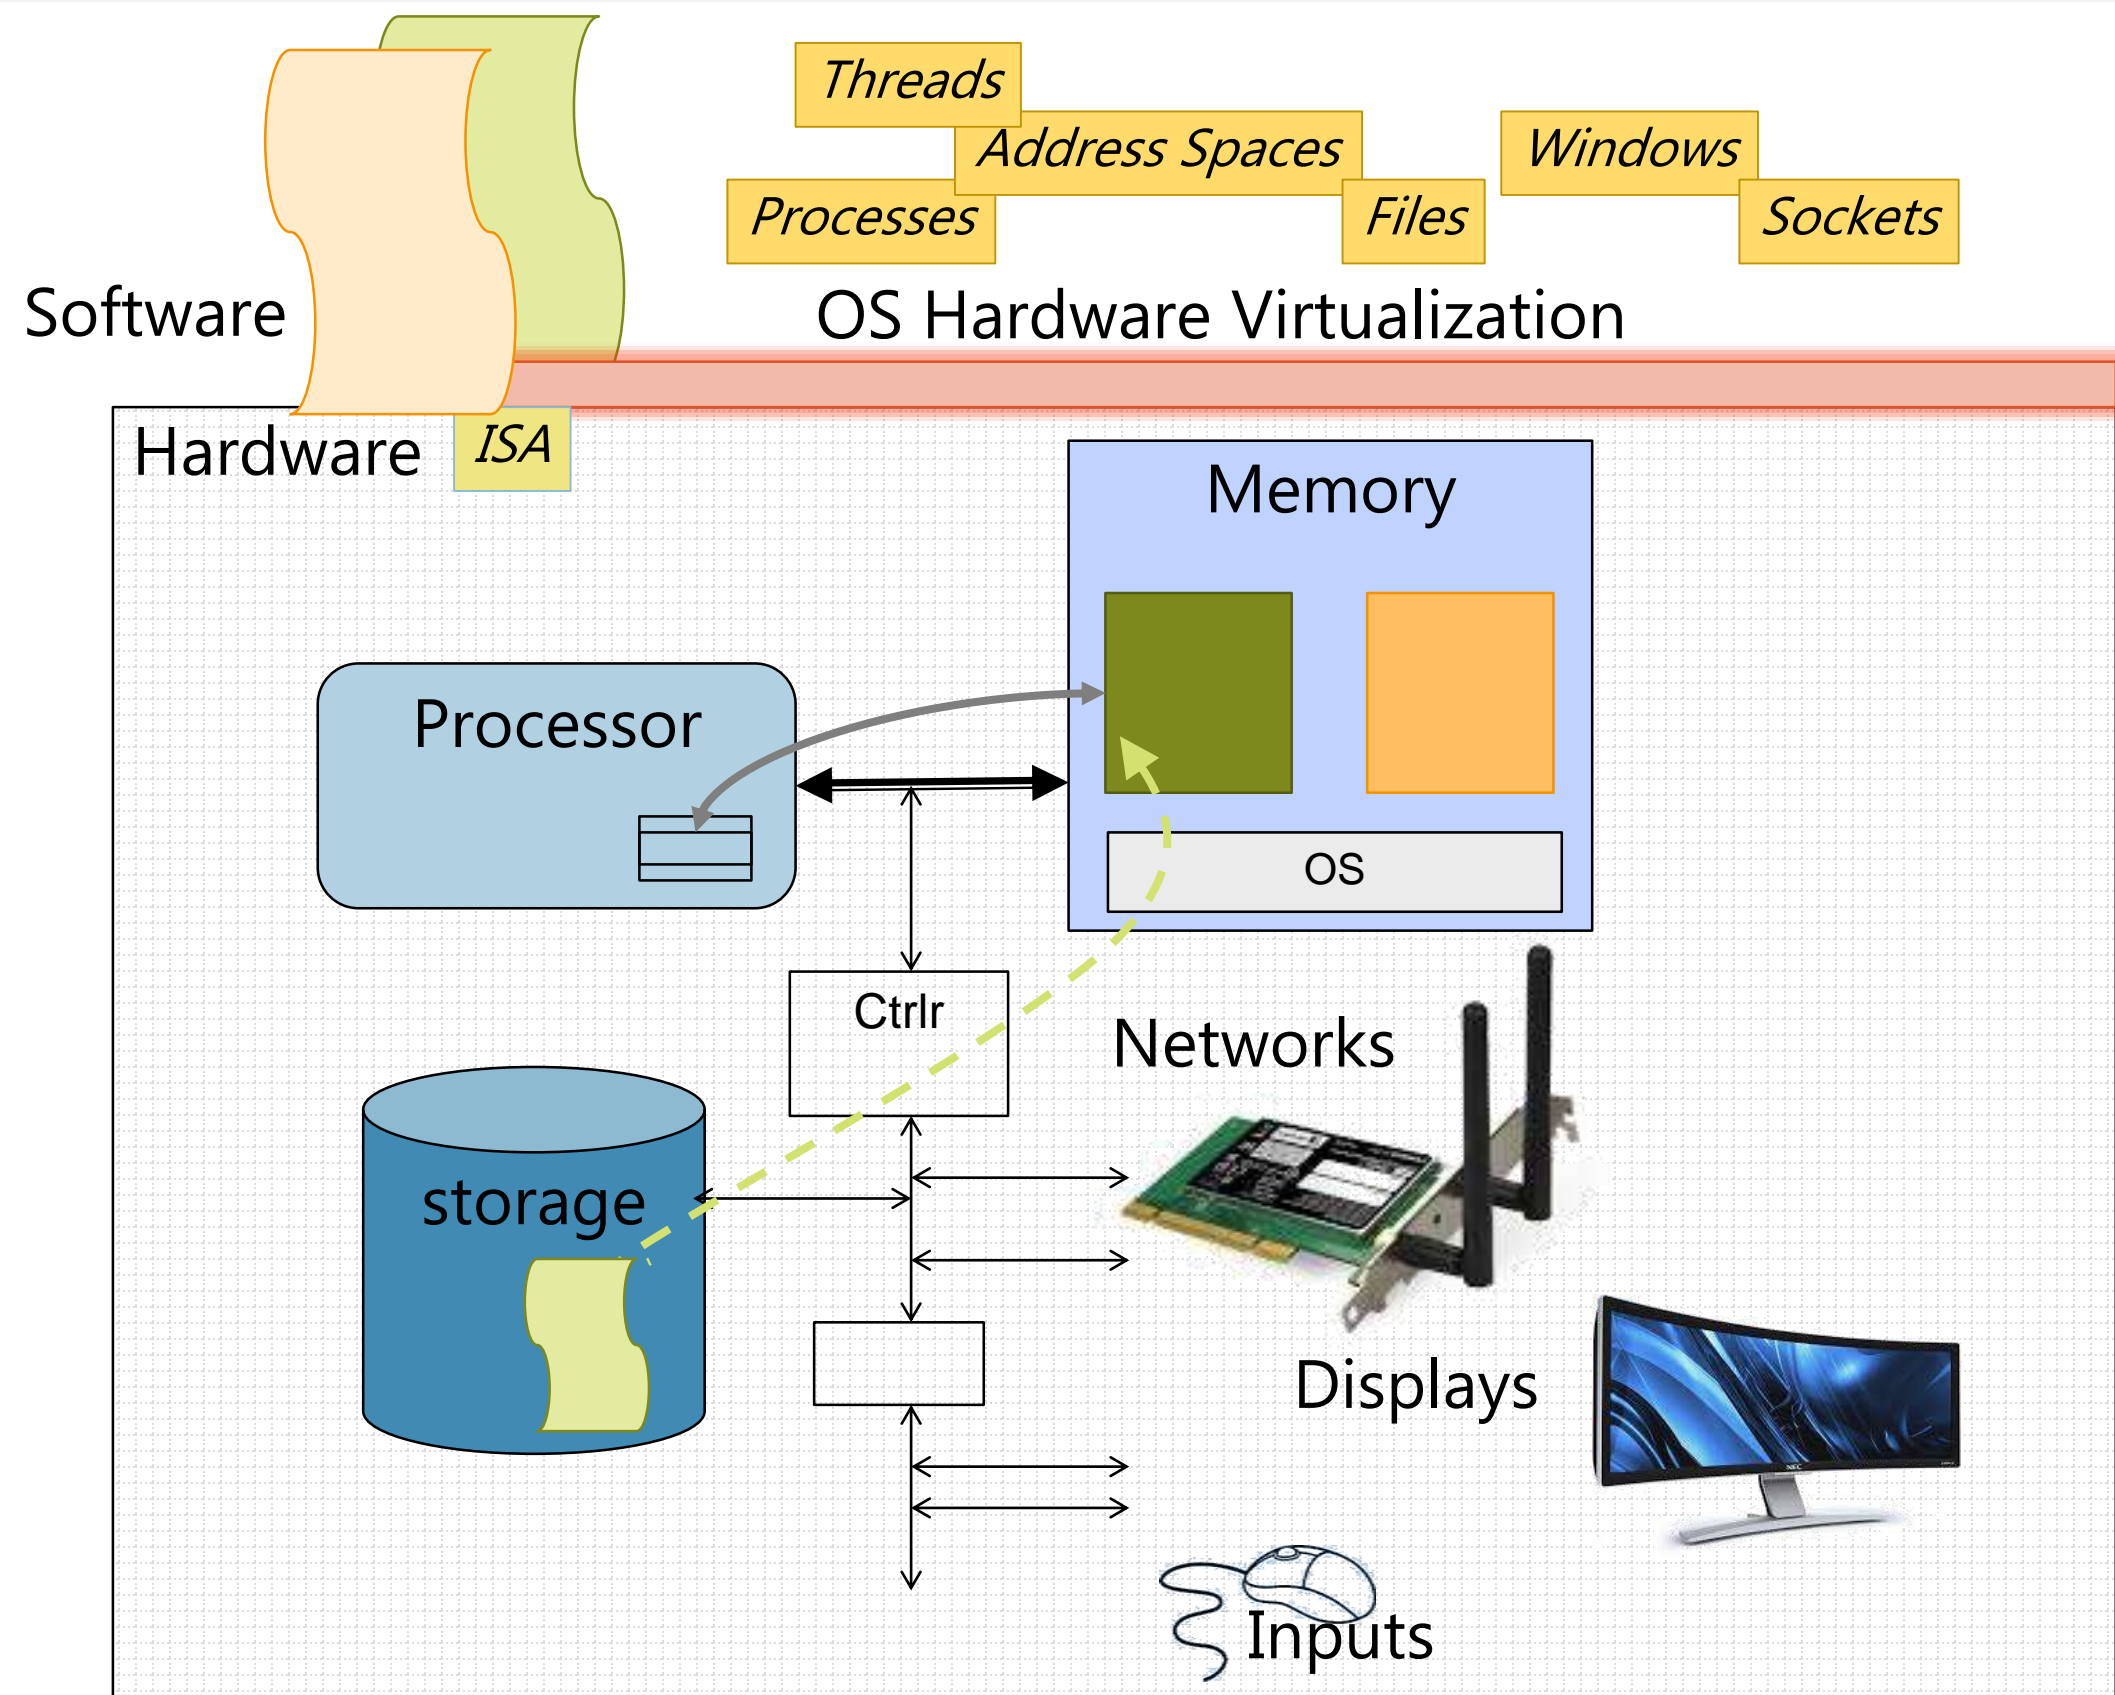 Threads
Address Spaces
Windows
Processes
Files
Sockets
Software
OS Hardware Virtualization
Hardware
ISA
Memory
Processor
OS
Ctrlr
Networks
storage
Displays
NEC
Inputs